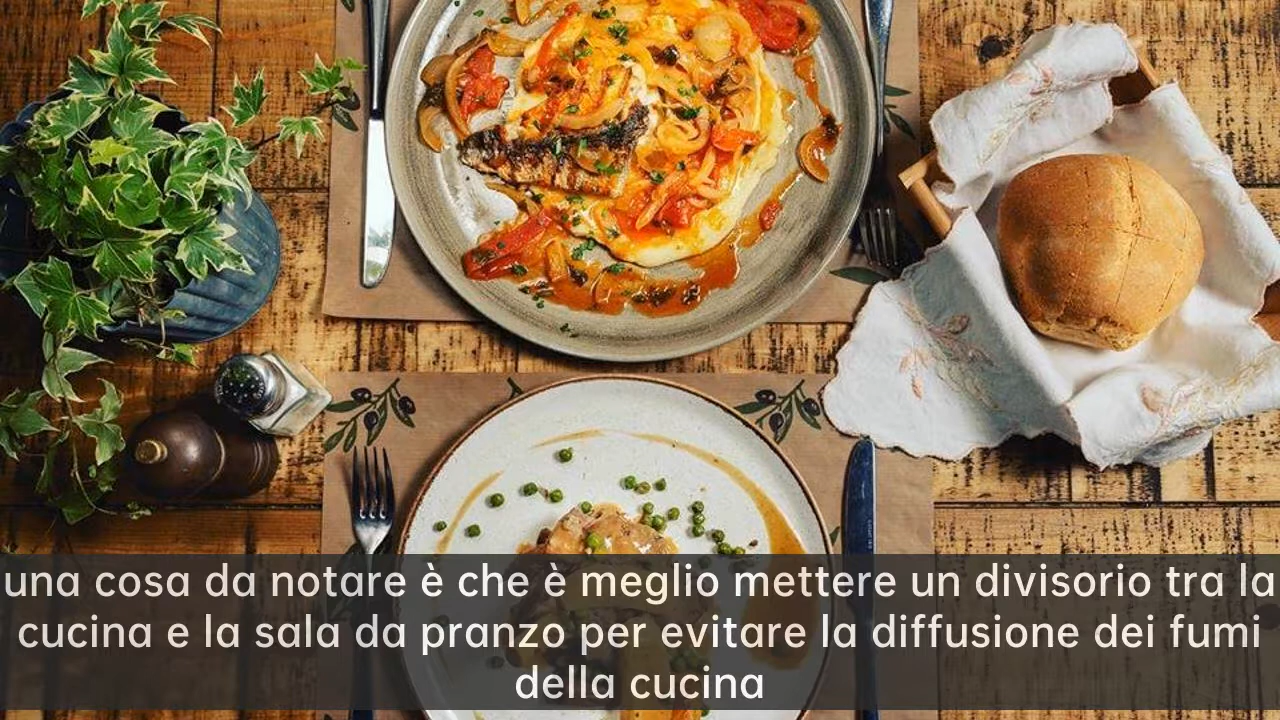 una cosa da notare è che è meglio mettere un divisorio tra la
cucina e la sala da pranzo per evitare la diffusione dei fumi
della cucina